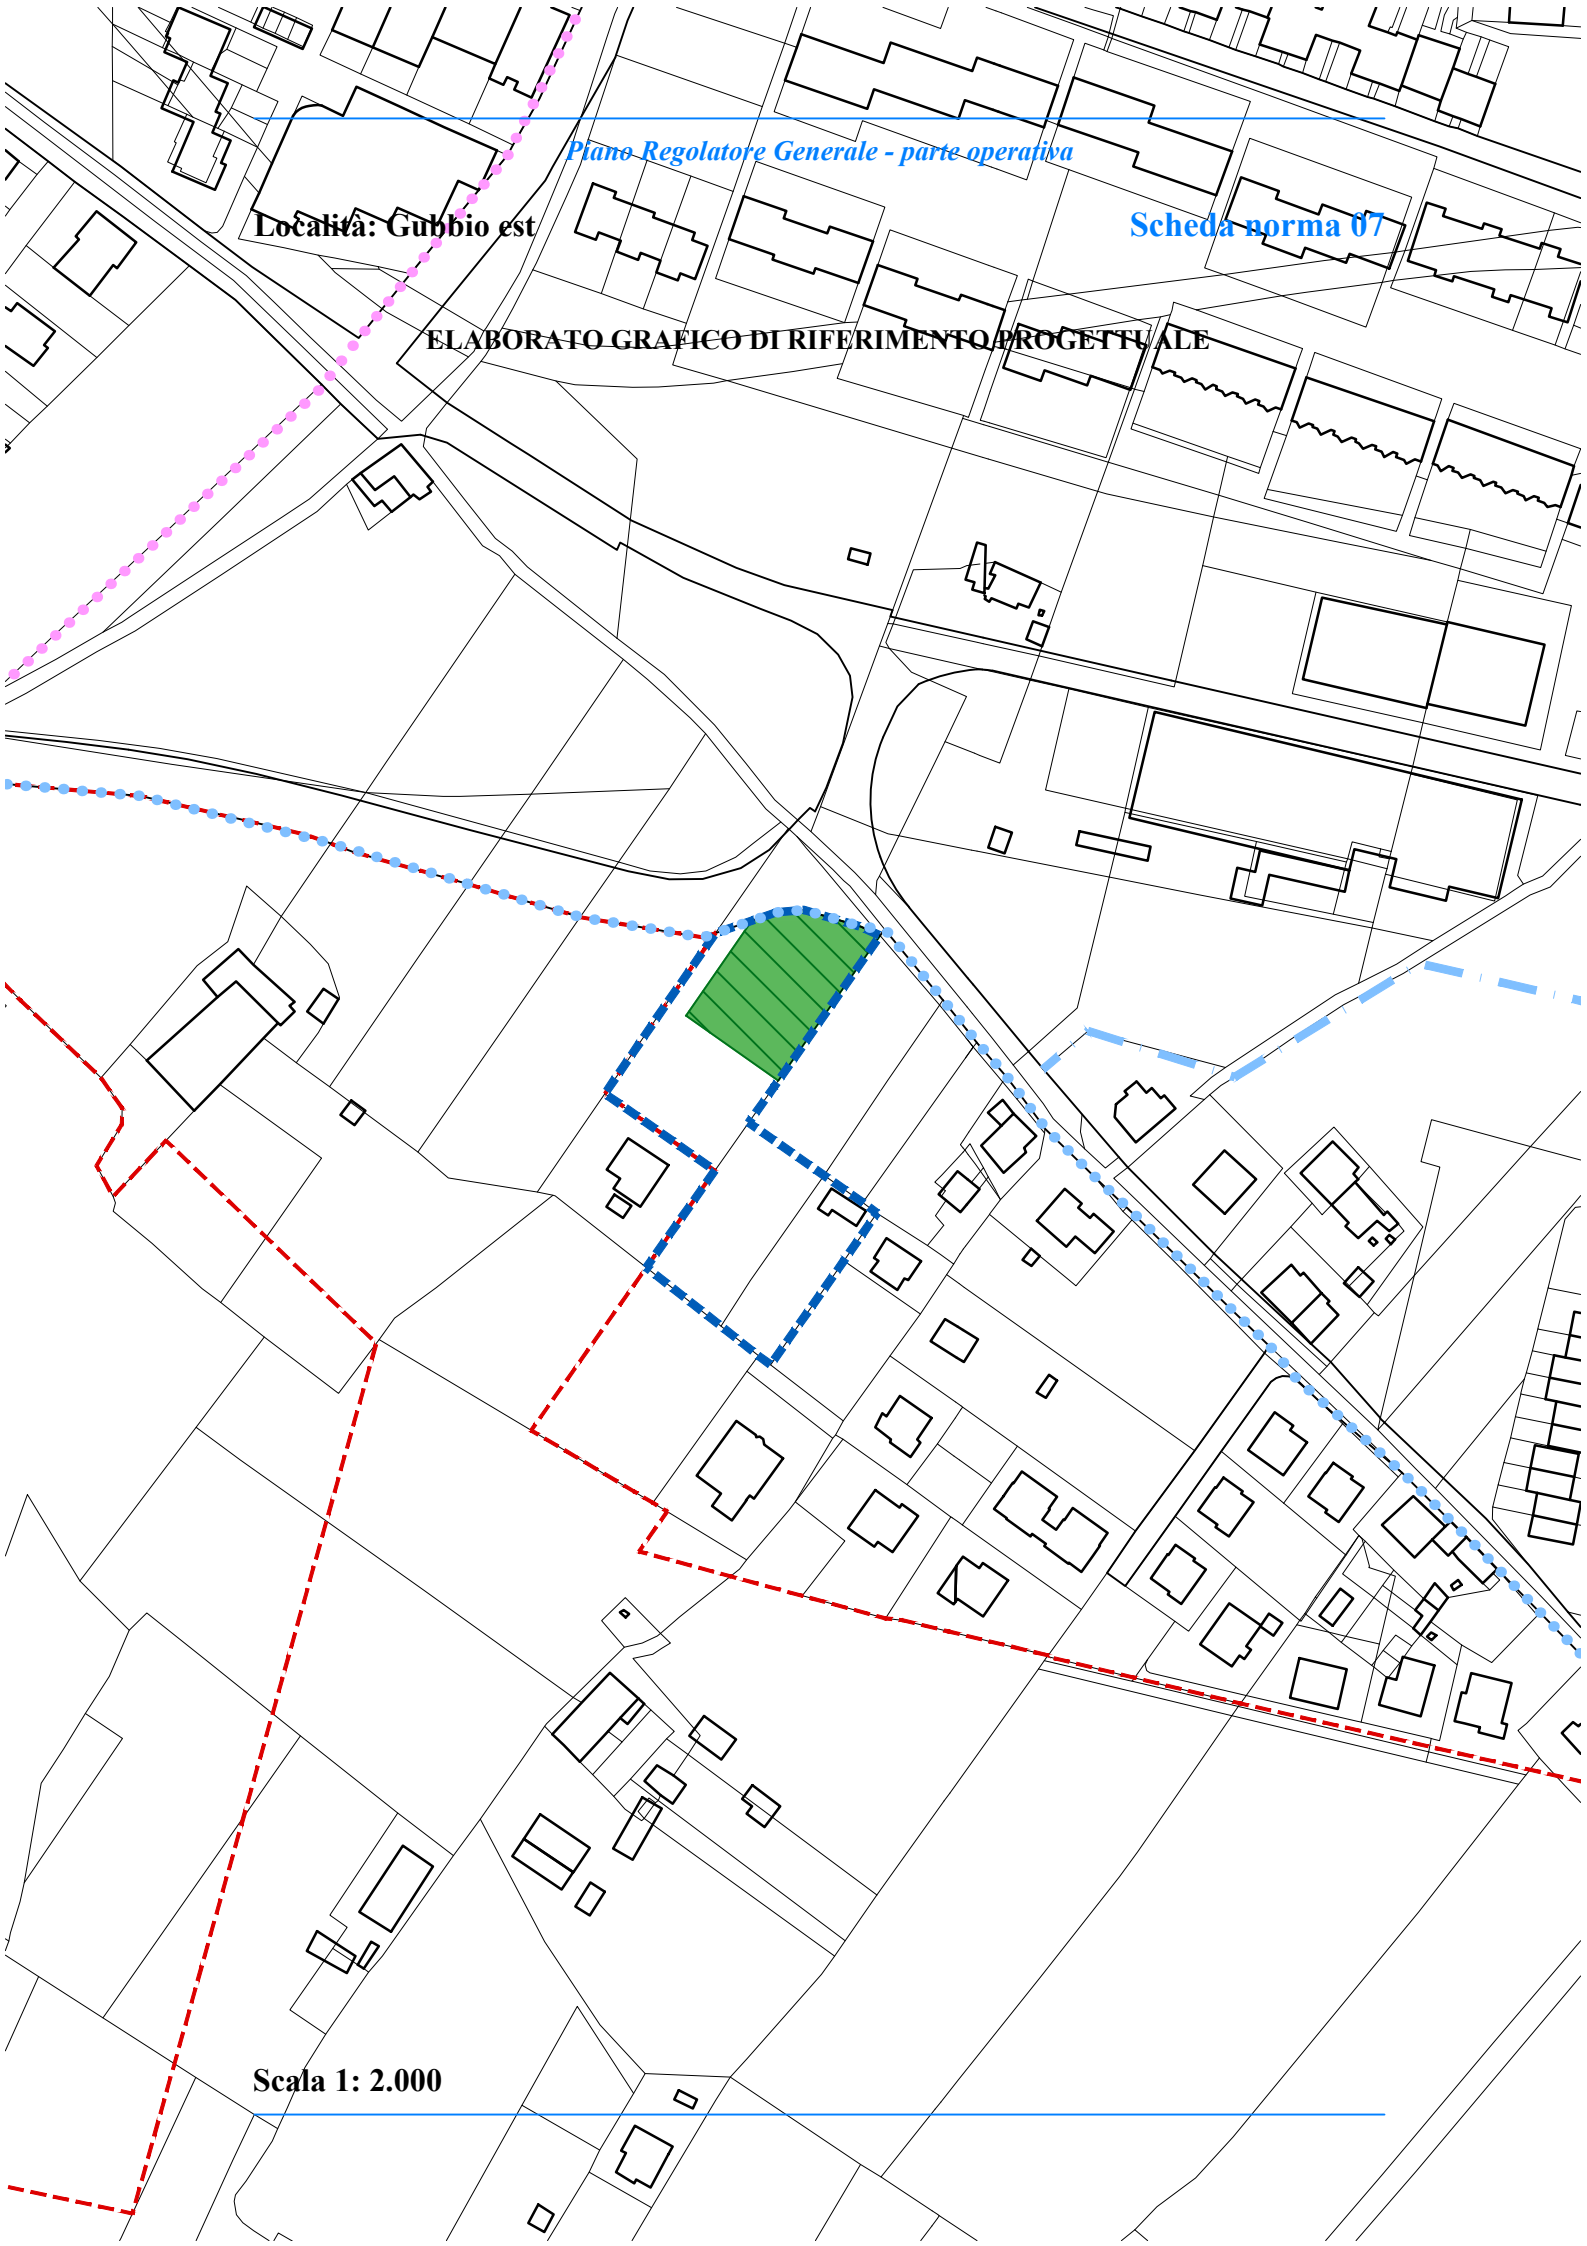 Piano Regolatore Generale - parte operativa
Località: Gubbio est
Scheda norma 07
ELABORATO GRAFICO DI RIFERIMENTO PROGETTUALE
Scala 1: 2.000